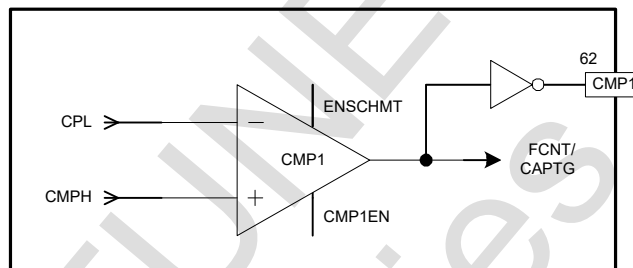 62
CMP1
ENSCHMT
CPL
−
CMP1
FCNT/
CAPTG
CMPH
+
CMP1EN